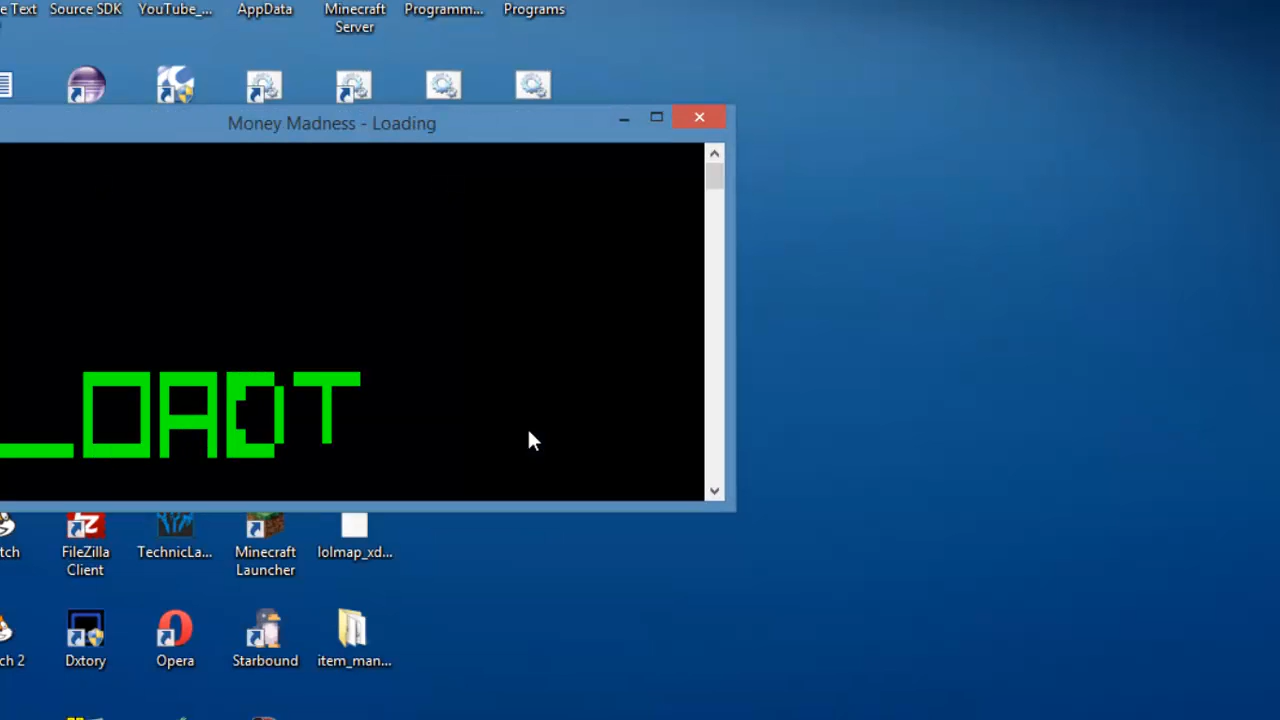 e Text Source SDK YouTube_... AppData Minecraft Server Programm... Programs
Money Madness - Loading
LOADT
tch FileZilla Client TechnicLa... Minecraft Launcher lolmap_xd...
ch 2 Dxtory Opera Starbound item_man...